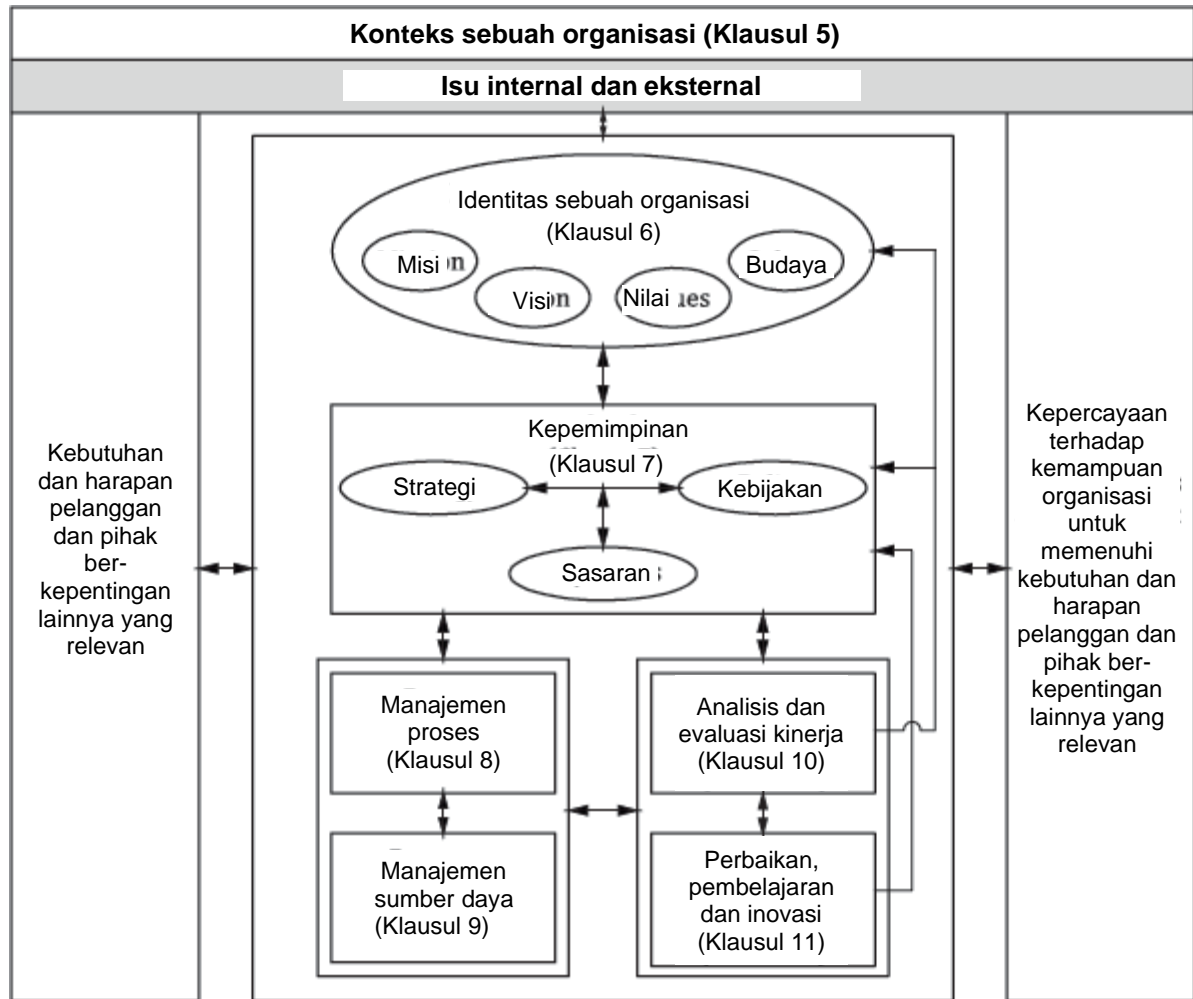 Konteks sebuah organisasi (Klausul 5)
Isu internal dan eksternal
Identitas sebuah organisasi
(Klausul 6)
Misi
Visi
Nilai
Budaya
Kepemimpinan
(Klausul 7)
Strategi
Kebijakan
Sasaran
Kebutuhan
dan harapan
pelanggan
dan pihak
ber-
kepentingan
lainnya yang
relevan
Manajemen
proses
(Klausul 8)
Manajemen
sumber daya
(Klausul 9)
Analisis dan
evaluasi kinerja
(Klausul 10)
Perbaikan,
pembelajaran
dan inovasi
(Klausul 11)
Kepercayaan
terhadap
kemampuan
organisasi
untuk
memenuhi
kebutuhan dan
harapan
pelanggan dan
pihak ber-
kepentingan
lainnya yang
relevan